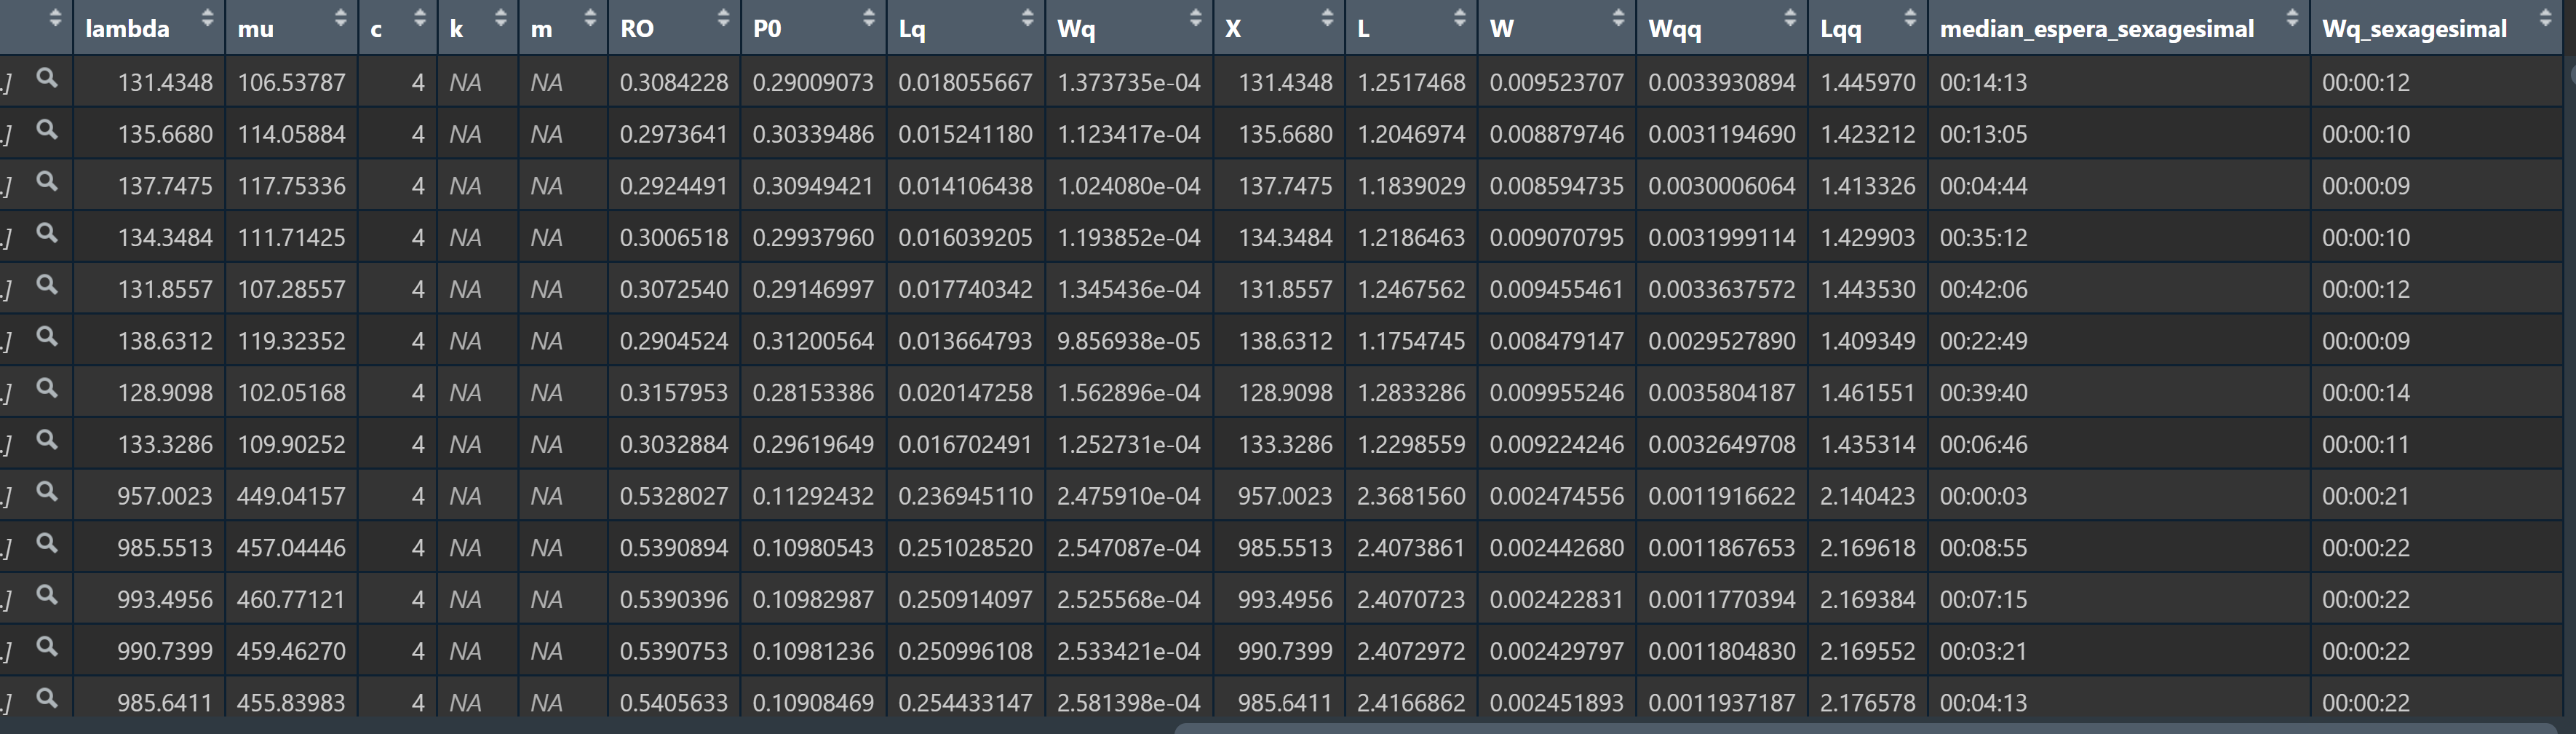 lambda mu c k m RO P0 Lq Wq X L W Wqq Lqq median_espera_sexagesimal Wq_sexagesimal
.] 131.4348 106.53787 4 NA NA 0.3084228 0.29009073 0.018055667 1.373735e-04 131.4348 1.2517468 0.009523707 0.0033930894 1.445970 00:14:13 00:00:12
.] 135.6680 114.05884 4 NA NA 0.2973641 0.30339486 0.015241180 1.123417e-04 135.6680 1.2046974 0.008879746 0.0031194690 1.423212 00:13:05 00:00:10
.] 137.7475 117.75336 4 NA NA 0.2924491 0.30949421 0.014106438 1.024080e-04 137.7475 1.1839029 0.008594735 0.0030006064 1.413326 00:04:44 00:00:09
.] 134.3484 111.71425 4 NA NA 0.3006518 0.29937960 0.016039205 1.193852e-04 134.3484 1.2186463 0.009070795 0.0031999114 1.429903 00:35:12 00:00:10
.] 131.8557 107.28557 4 NA NA 0.3072540 0.29146997 0.017740342 1.345436e-04 131.8557 1.2467562 0.009455461 0.0033637572 1.443530 00:42:06 00:00:12
.] 138.6312 119.32352 4 NA NA 0.2904524 0.31200564 0.013664793 9.856938e-05 138.6312 1.1754745 0.008479147 0.0029527890 1.409349 00:22:49 00:00:09
.] 128.9098 102.05168 4 NA NA 0.3157953 0.28153386 0.020147258 1.562896e-04 128.9098 1.2833286 0.009955246 0.0035804187 1.461551 00:39:40 00:00:14
.] 133.3286 109.90252 4 NA NA 0.3032884 0.29619649 0.016702491 1.252731e-04 133.3286 1.2298559 0.009224246 0.0032649708 1.435314 00:06:46 00:00:11
.] 957.0023 449.04157 4 NA NA 0.5328027 0.11292432 0.236945110 2.475910e-04 957.0023 2.3681560 0.002474556 0.0011916622 2.140423 00:00:03 00:00:21
.] 985.5513 457.04446 4 NA NA 0.5390894 0.10980543 0.251028520 2.547087e-04 985.5513 2.4073861 0.002442680 0.0011867653 2.169618 00:08:55 00:00:22
.] 993.4956 460.77121 4 NA NA 0.5390396 0.10982987 0.250914097 2.525568e-04 993.4956 2.4070723 0.002422831 0.0011770394 2.169384 00:07:15 00:00:22
.] 990.7399 459.46270 4 NA NA 0.5390753 0.10981236 0.250996108 2.533421e-04 990.7399 2.4072972 0.002429797 0.0011804830 2.169552 00:03:21 00:00:22
.] 985.6411 455.83983 4 NA NA 0.5405633 0.10908469 0.254433147 2.581398e-04 985.6411 2.4166862 0.002451893 0.0011937187 2.176578 00:04:13 00:00:22